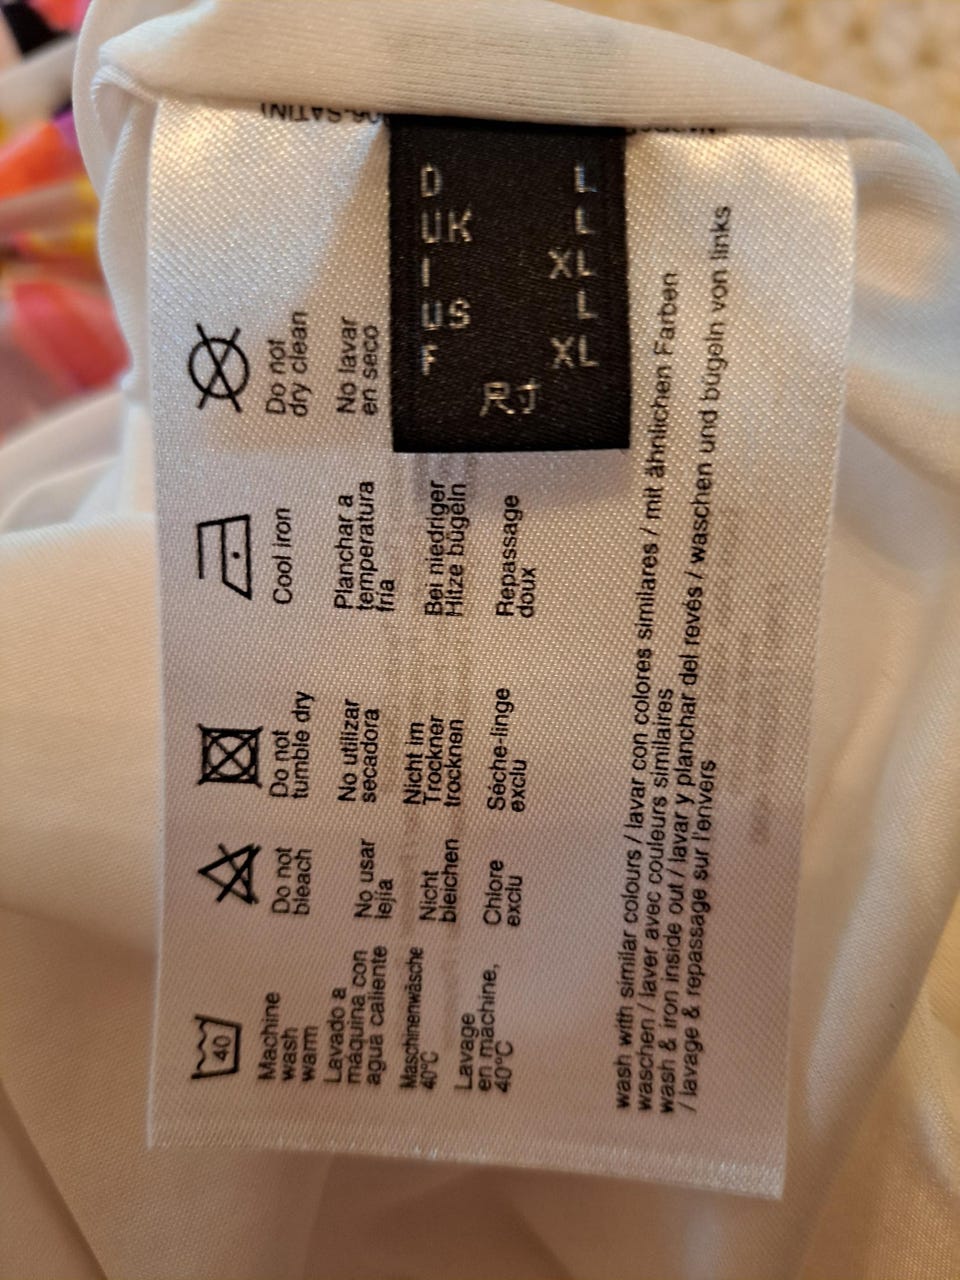 40
Machine
wash
warm
Lavado a
máquina con
agua caliente
Maschinenwäsche
40°C
Lavage
en machine,
40°C
Do not
bleach
No usar
lejía
Nicht
bleichen
Chlore
exclu
Do not
tumble dry
No utilizar
secadora
Nicht im
Trockner
trocknen
Séche-linge
exclu
Cool iron
Planchar a
temperatura
fria
Bei niedriger
Hitze bügeln
Repassage
doux
Do not
dry clean
No lavar
en seco
D L
UK L
I XL
US L
F XL
尺寸
wash with similar colours / lavar con colores similares / mit ähnlichen Farben
waschen / laver avec couleurs similaires
wash & iron inside out / lavar y planchar del revés / waschen und bügeln von links
/ lavage & repassage sur l'envers